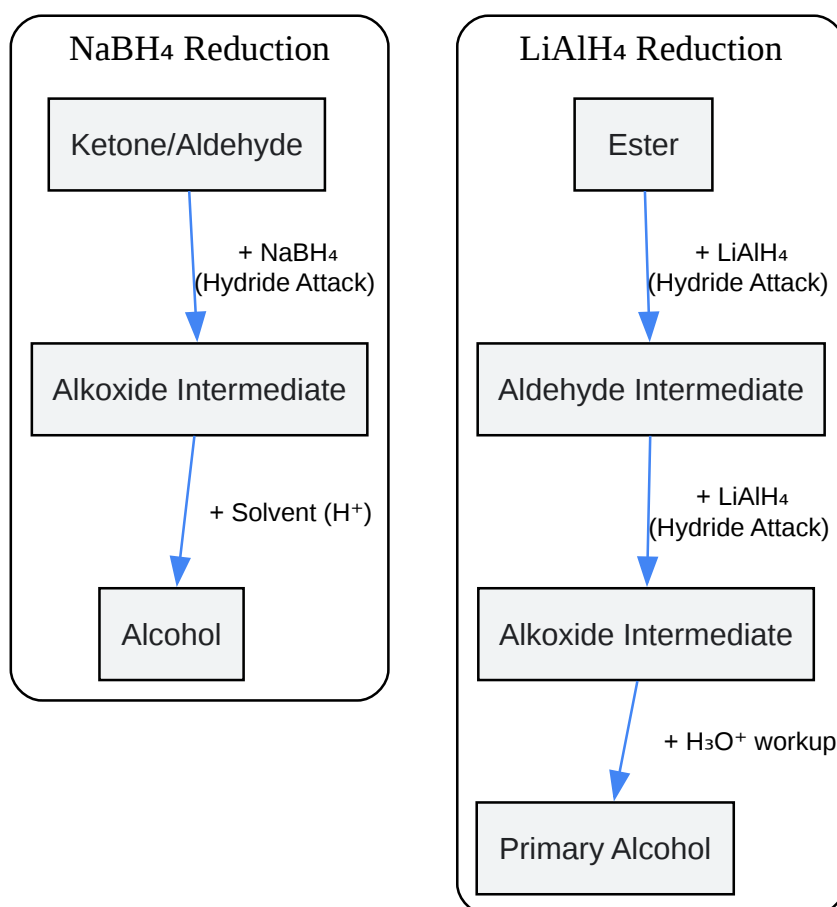 NaBH₄ Reduction
Ketone/Aldehyde
+ NaBH₄
(Hydride Attack)
Alkoxide Intermediate
+ Solvent (H⁺)
Alcohol
LiAlH₄ Reduction
Ester
+ LiAlH₄
(Hydride Attack)
Aldehyde Intermediate
+ LiAlH₄
(Hydride Attack)
Alkoxide Intermediate
+ H₃O⁺ workup
Primary Alcohol